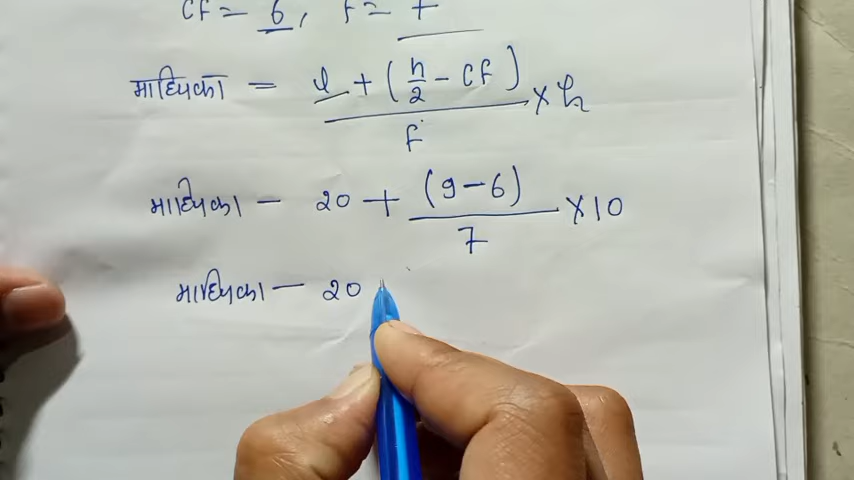 CF = 6, F = 7
माध्यिका = l + (n/2 - CF) / F × h
माध्यिका - 20 + (9-6) / 7 × 10
माध्यिका - 20